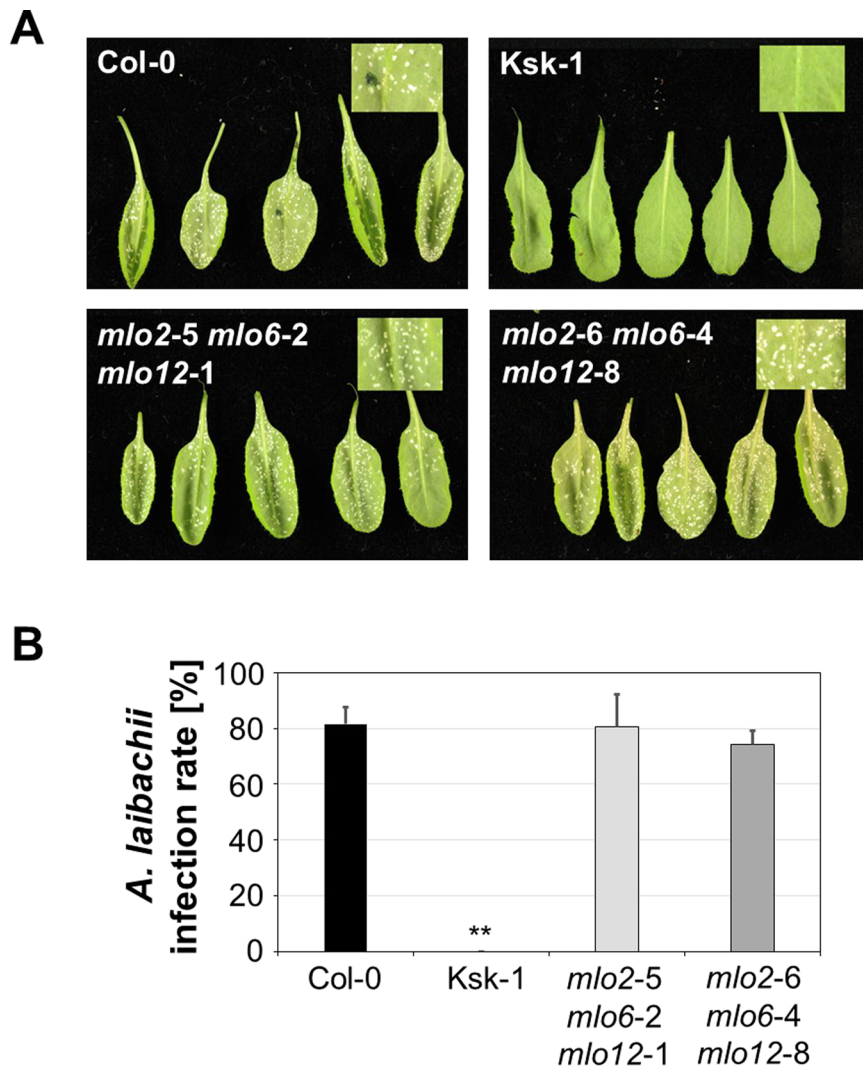 A
Col-0
Ksk-1
mlo2-5 mlo6-2
mlo12-1
mlo2-6 mlo6-4
mlo12-8
B
A. laibachii
infection rate [%]
100
80
60
40
20
0
**
Col-0
Ksk-1
mlo2-5
mlo6-2
mlo12-1
mlo2-6
mlo6-4
mlo12-8